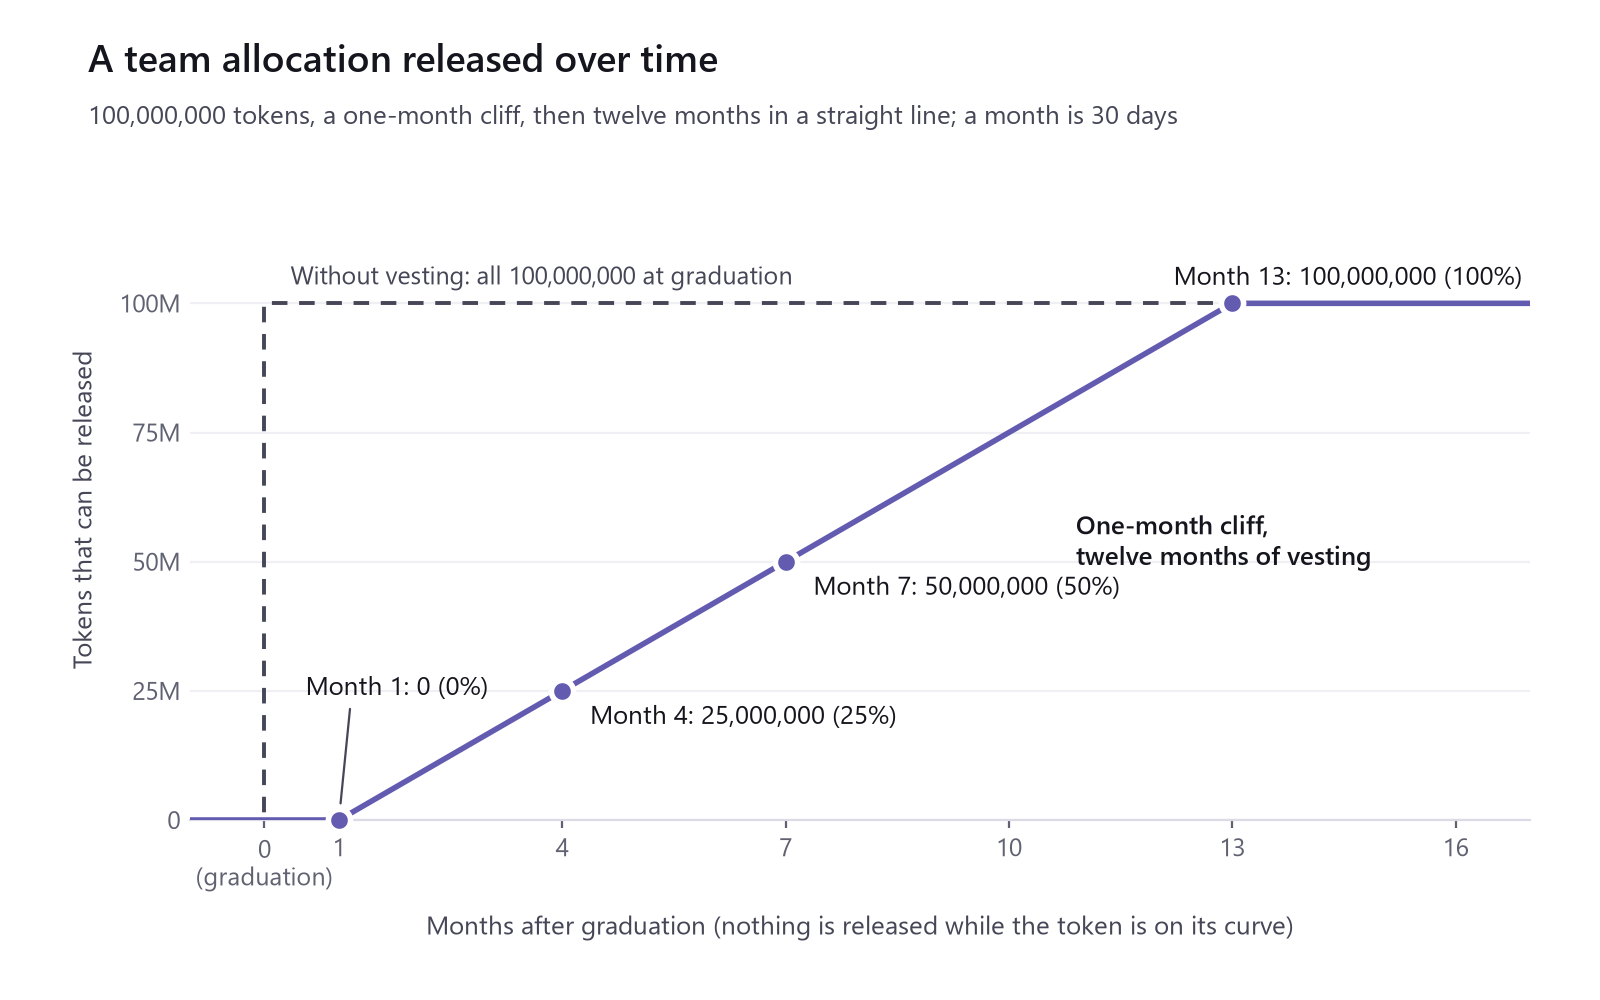 A team allocation released over time
100,000,000 tokens, a one-month cliff, then twelve months in a straight line; a month is 30 days
Without vesting: all 100,000,000 at graduation
Month 13: 100,000,000 (100%)
100M
75M
50M
25M
0
Tokens that can be released
One-month cliff,
twelve months of vesting
Month 7: 50,000,000 (50%)
Month 1: 0 (0%)
Month 4: 25,000,000 (25%)
0
(graduation)
1
4
7
10
13
16
Months after graduation (nothing is released while the token is on its curve)